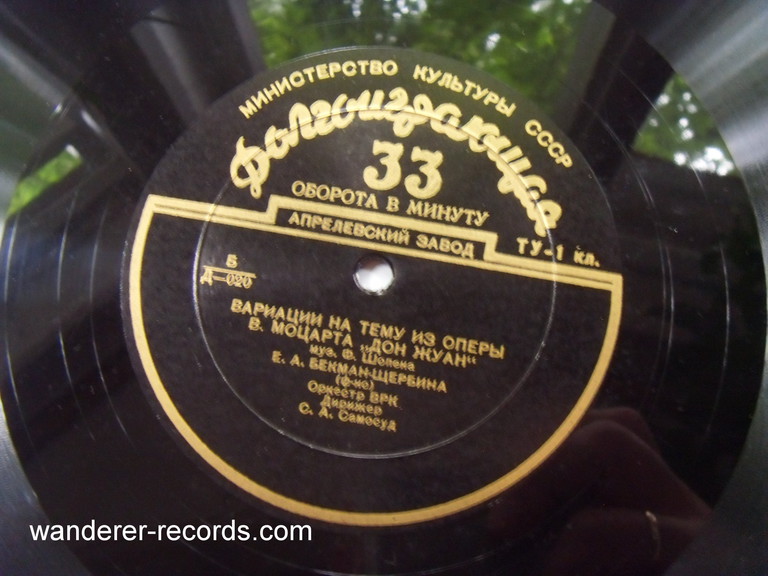 МИНИСТЕРСТВО КУЛЬТУРЫ СССР
Долгоиграющая
33
ОБОРОТА В МИНУТУ
АПРЕЛЕВСКИЙ ЗАВОД
ТУ-1 кл.
Б
Д—020
ВАРИАЦИИ НА ТЕМУ ИЗ ОПЕРЫ
В. МОЦАРТА „ДОН ЖУАН“
муз. Ф. Шопена
Е. А. БЕКМАН-ЩЕРБИНА
(ф-но)
Оркестр ВРК
Дирижер
С. А. Самосуд
wanderer-records.com